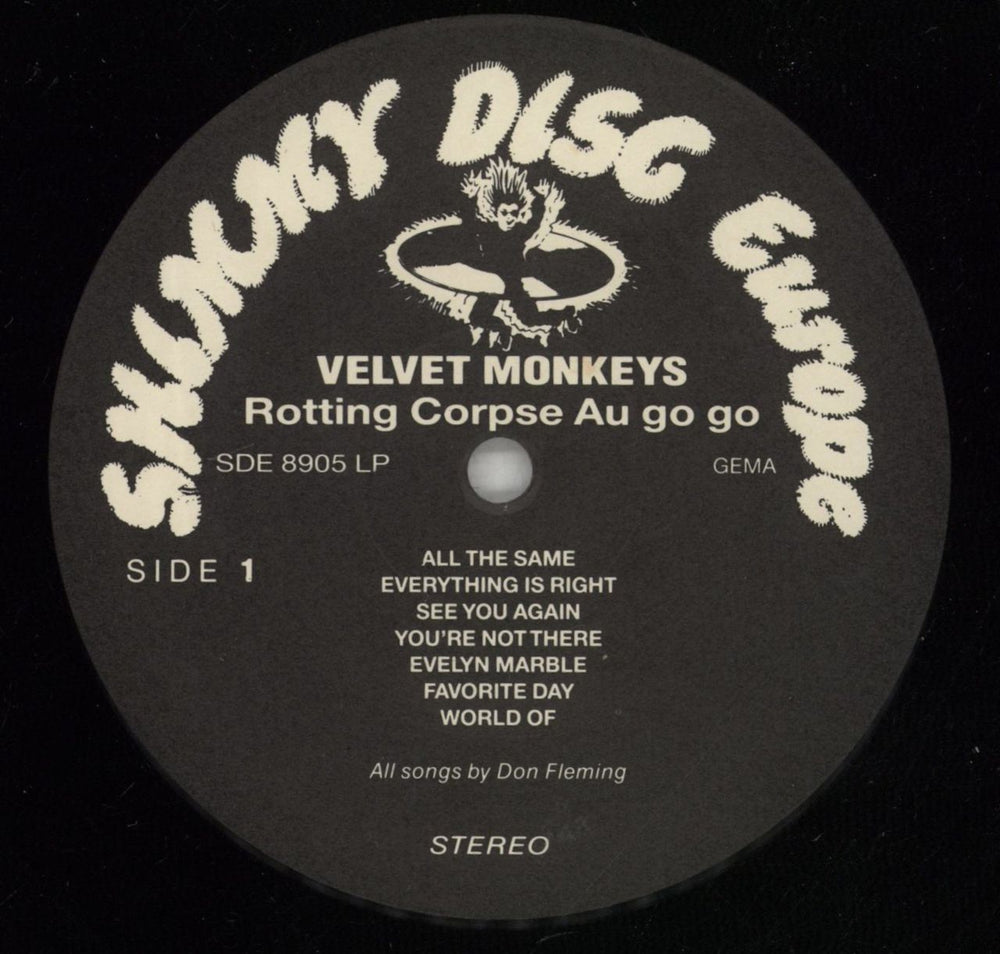 SHIMMY DISC EUROPE
VELVET MONKEYS
Rotting Corpse Au go go
SDE 8905 LP
GEMA
SIDE 1
ALL THE SAME
EVERYTHING IS RIGHT
SEE YOU AGAIN
YOU'RE NOT THERE
EVELYN MARBLE
FAVORITE DAY
WORLD OF
All songs by Don Fleming
STEREO